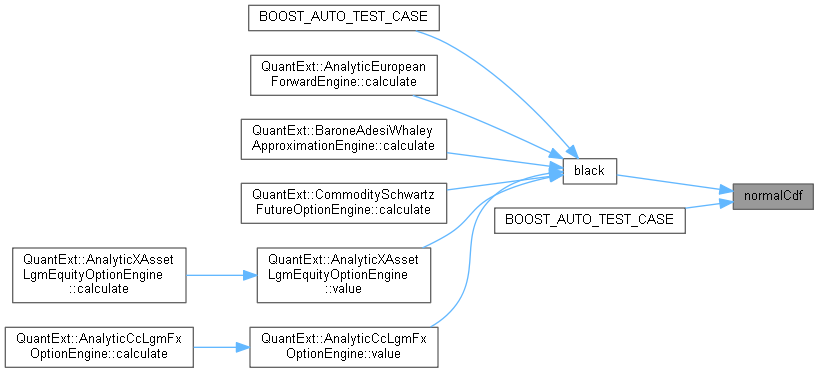 BOOST_AUTO_TEST_CASE
QuantExt::AnalyticEuropean
ForwardEngine::calculate
QuantExt::BaroneAdesiWhaley
ApproximationEngine::calculate
black
QuantExt::CommoditySchwartz
FutureOptionEngine::calculate
normalCdf
BOOST_AUTO_TEST_CASE
QuantExt::AnalyticXAsset
LgmEquityOptionEngine
::calculate
QuantExt::AnalyticXAsset
LgmEquityOptionEngine
::value
QuantExt::AnalyticCcLgmFx
OptionEngine::calculate
QuantExt::AnalyticCcLgmFx
OptionEngine::value